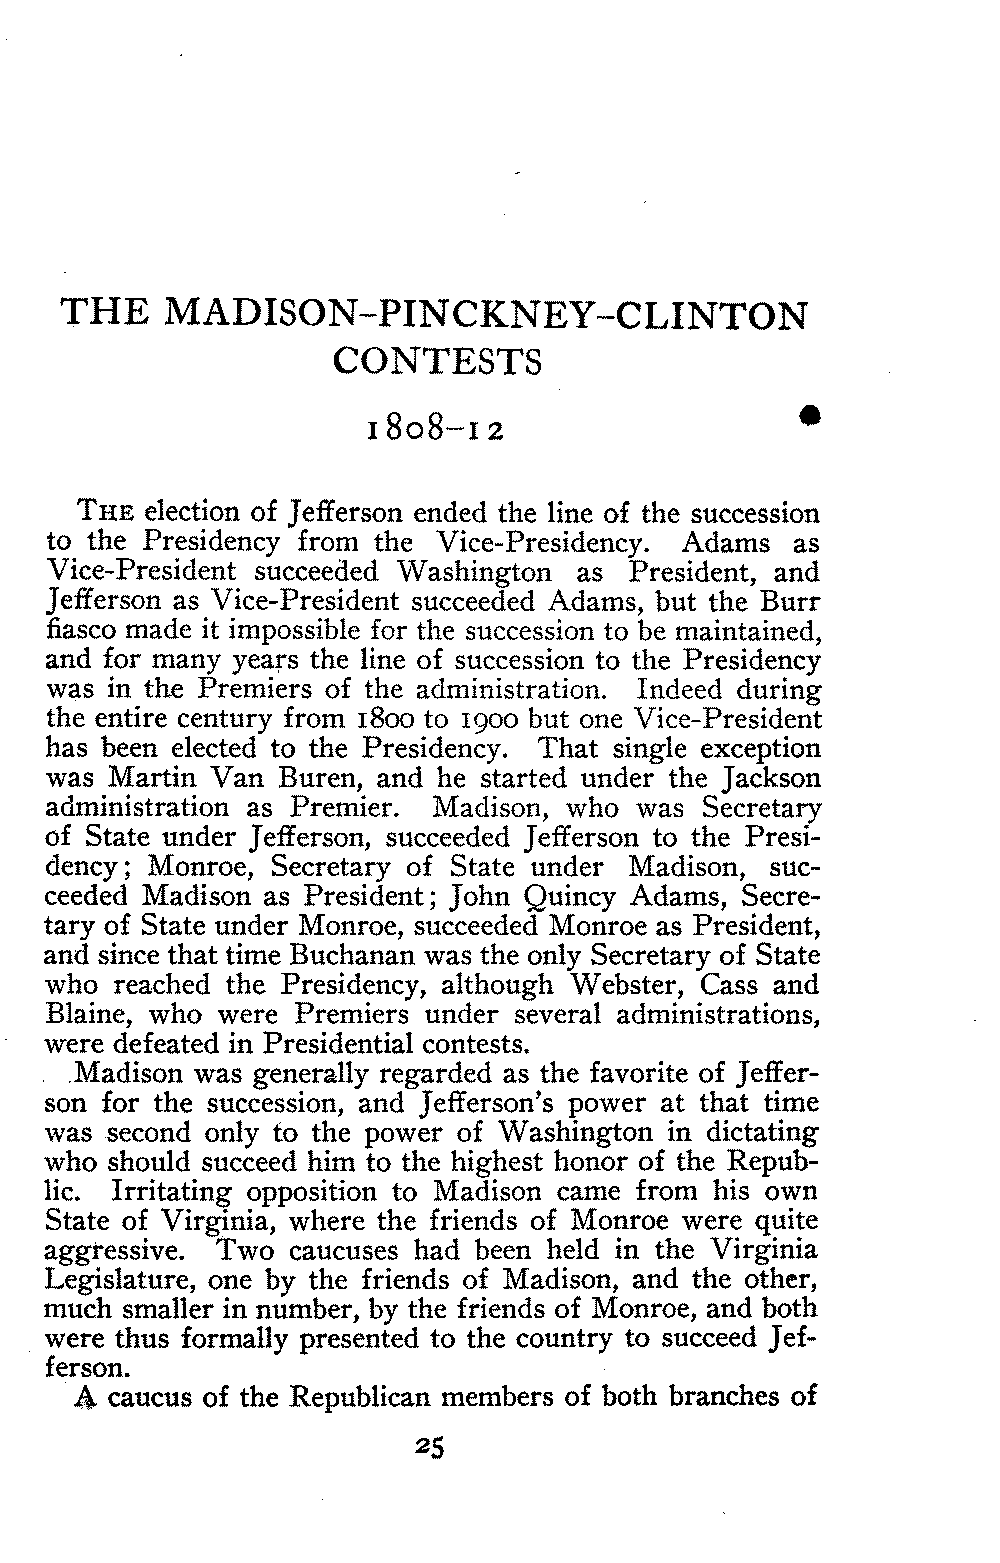 THE MADISON–PINCKNEY–CLINTON
CONTESTS
1808–12
THE election of Jefferson ended the line of the succession
to the Presidency from the Vice-Presidency. Adams as
Vice-President succeeded Washington as President, and
Jefferson as Vice-President succeeded Adams, but the Burr
fiasco made it impossible for the succession to be maintained,
and for many years the line of succession to the Presidency
was in the Premiers of the administration. Indeed during
the entire century from 1800 to 1900 but one Vice-President
has been elected to the Presidency. That single exception
was Martin Van Buren, and he started under the Jackson
administration as Premier. Madison, who was Secretary
of State under Jefferson, succeeded Jefferson to the Presi-
dency; Monroe, Secretary of State under Madison, suc-
ceeded Madison as President; John Quincy Adams, Secre-
tary of State under Monroe, succeeded Monroe as President,
and since that time Buchanan was the only Secretary of State
who reached the Presidency, although Webster, Cass and
Blaine, who were Premiers under several administrations,
were defeated in Presidential contests.
Madison was generally regarded as the favorite of Jeffer-
son for the succession, and Jefferson's power at that time
was second only to the power of Washington in dictating
who should succeed him to the highest honor of the Repub-
lic. Irritating opposition to Madison came from his own
State of Virginia, where the friends of Monroe were quite
aggressive. Two caucuses had been held in the Virginia
Legislature, one by the friends of Madison, and the other,
much smaller in number, by the friends of Monroe, and both
were thus formally presented to the country to succeed Jef-
ferson.
A caucus of the Republican members of both branches of
25